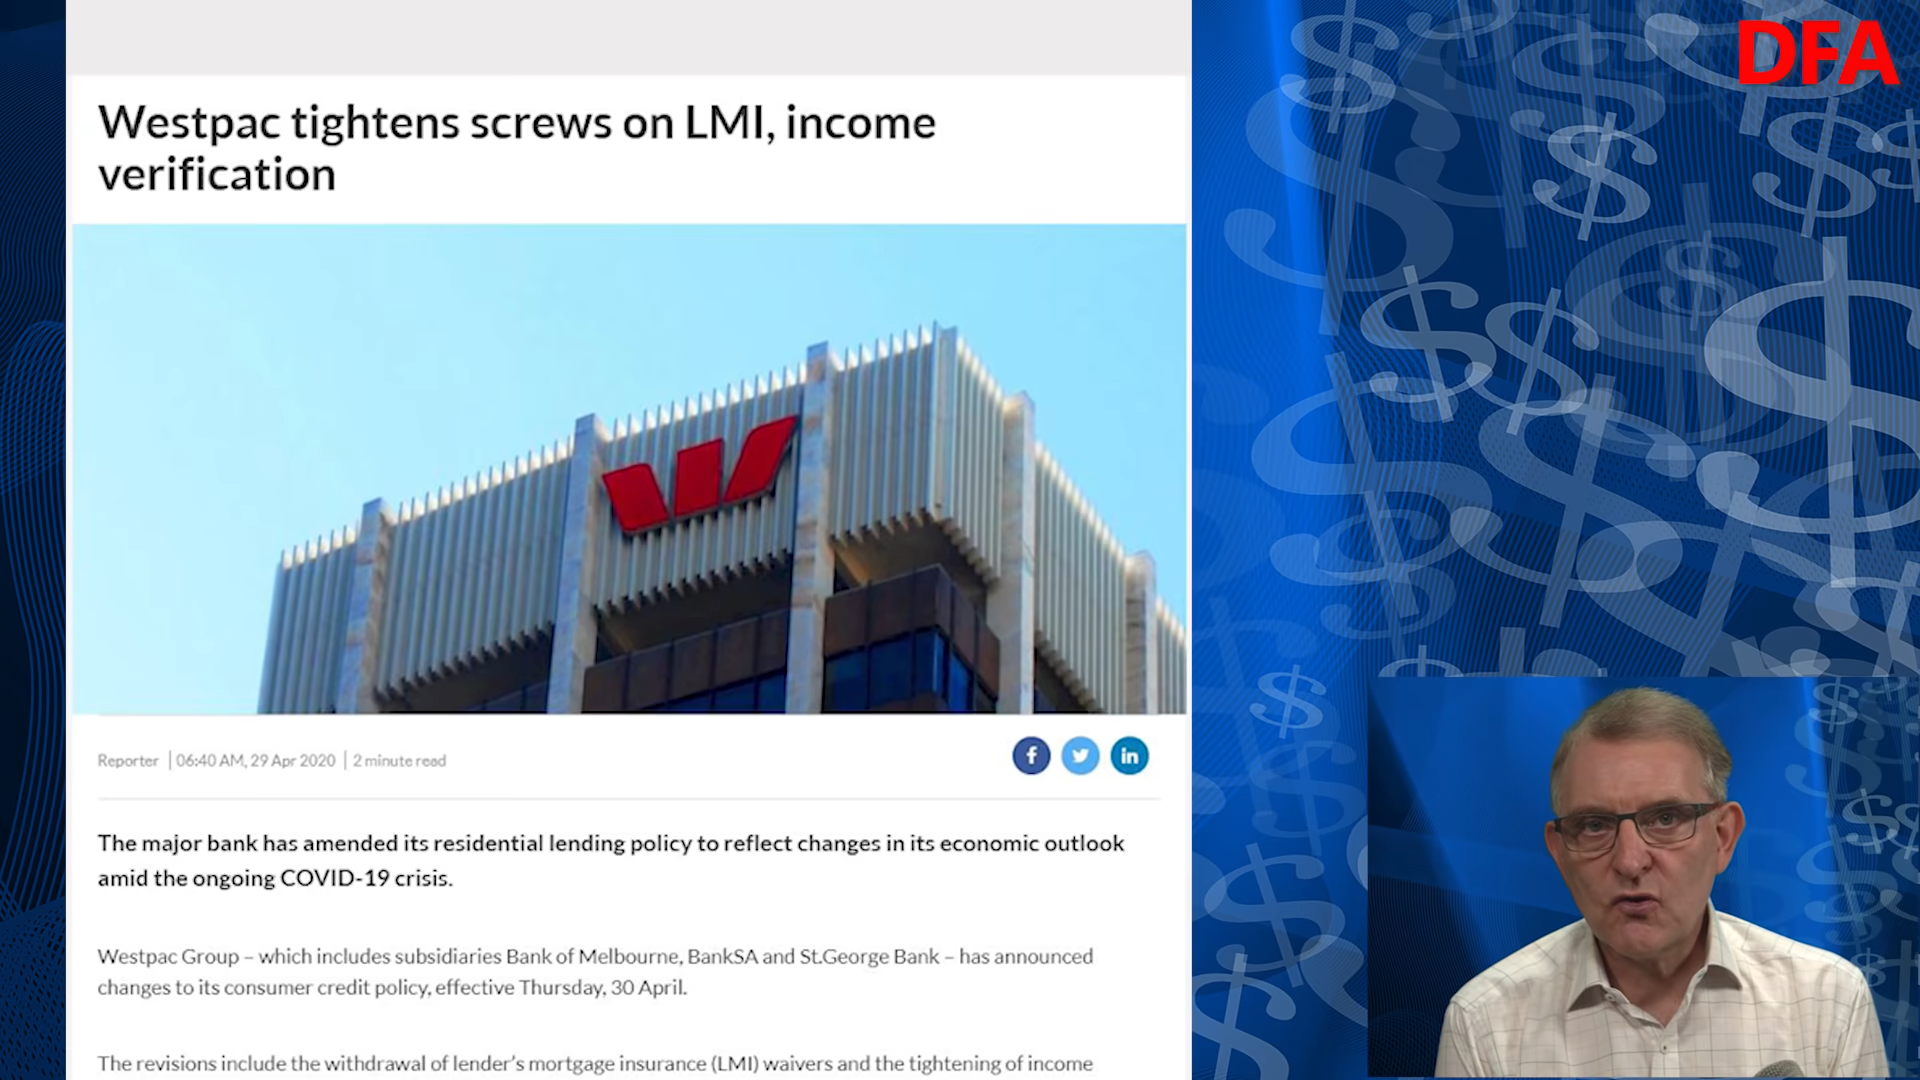 DFA
Westpac tightens screws on LMI, income
verification
Reporter | 06:40 AM, 29 Apr 2020 | 2 minute read
The major bank has amended its residential lending policy to reflect changes in its economic outlook
amid the ongoing COVID-19 crisis.
Westpac Group – which includes subsidiaries Bank of Melbourne, BankSA and St.George Bank – has announced
changes to its consumer credit policy, effective Thursday, 30 April.
The revisions include the withdrawal of lender's mortgage insurance (LMI) waivers and the tightening of income